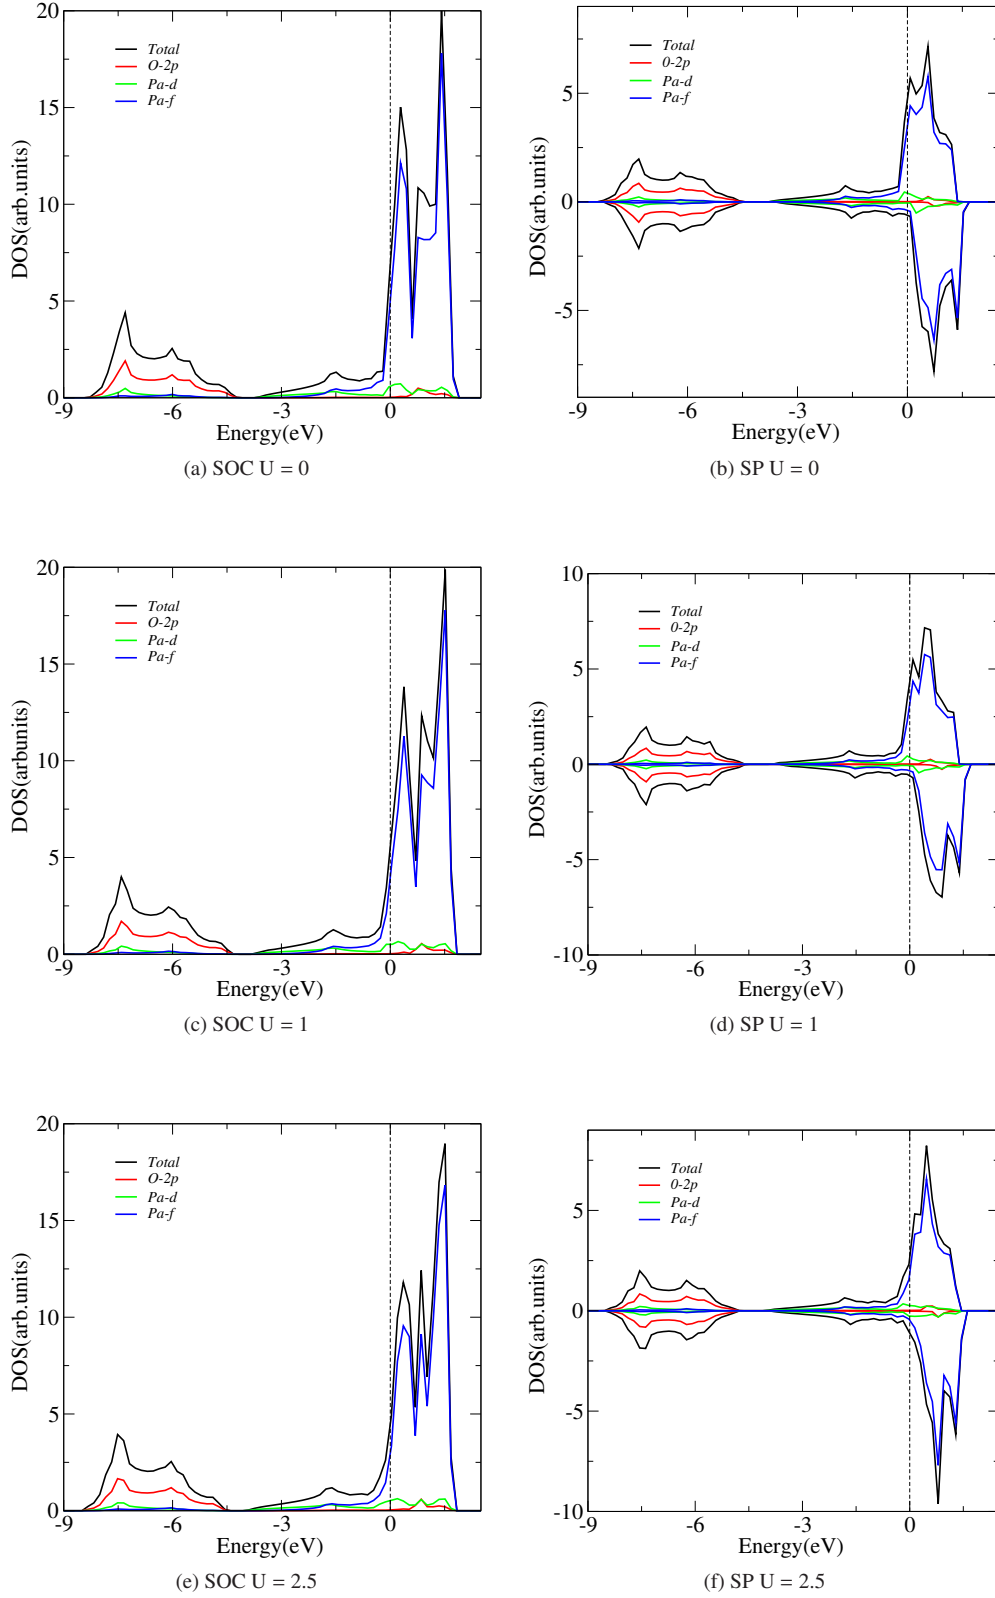 20
15
10
5
0
-9
-6
-3
0
DOS(arb.units)
Energy(eV)
Total
O-2p
Pa-d
Pa-f
(a) SOC U = 0
5
0
-5
-9
-6
-3
0
DOS(arb.units)
Energy(eV)
Total
0-2p
Pa-d
Pa-f
(b) SP U = 0
20
15
10
5
0
-9
-6
-3
0
DOS(arbunits)
Energy(eV)
Total
O-2p
Pa-d
Pa-f
(c) SOC U = 1
10
5
0
-5
-10
-9
-6
-3
0
DOS(arb.units)
Energy(eV)
Total
0-2p
Pa-d
Pa-f
(d) SP U = 1
20
15
10
5
0
-9
-6
-3
0
DOS(arb.units)
Energy(eV)
Total
O-2p
Pa-d
Pa-f
(e) SOC U = 2.5
5
0
-5
-10
-9
-6
-3
0
DOS(arb.units)
Energy(eV)
Total
0-2p
Pa-d
Pa-f
(f) SP U = 2.5